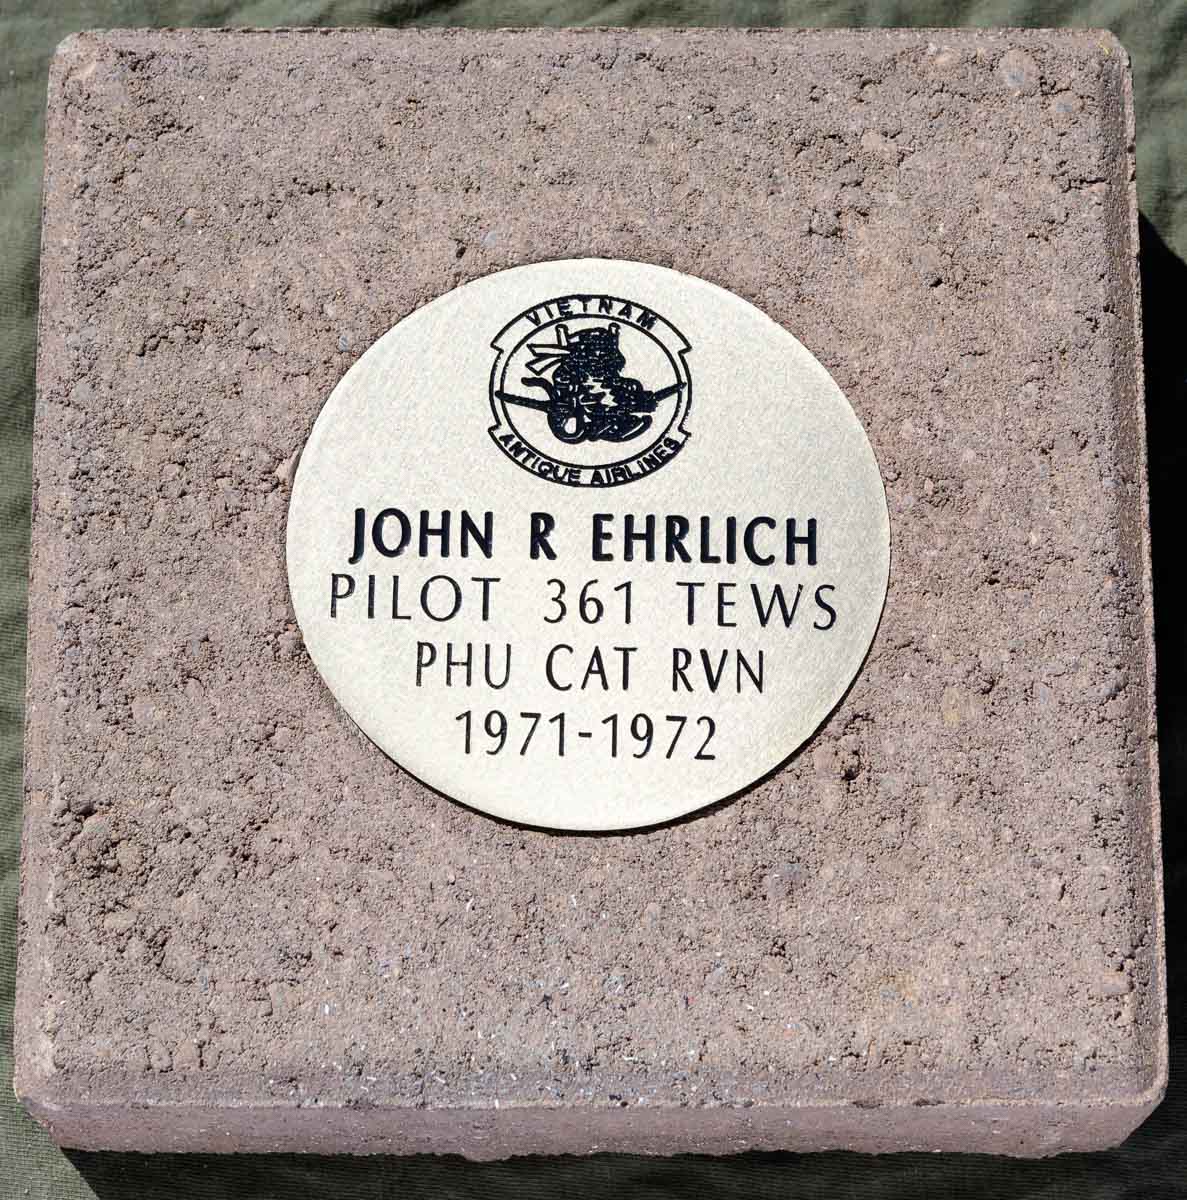 VIETNAM
ANTIQUE AIRLINES
JOHN R EHRLICH
PILOT 361 TEWS
PHU CAT RVN
1971-1972